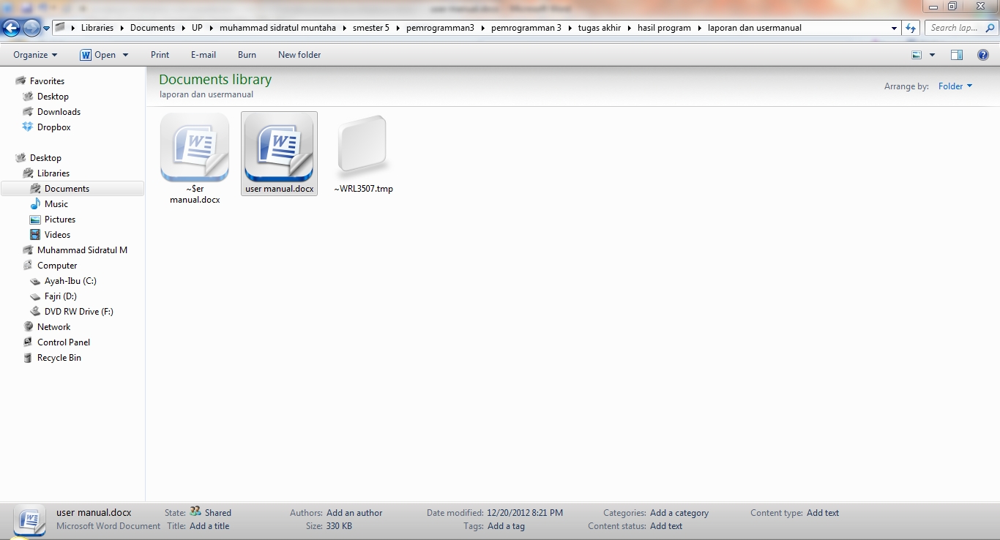 user manual.docx - Microsoft Word
Libraries Documents UP muhammad sidratul muntaha smester 5 pemrogramman3 pemrogramman 3 tugas akhir hasil program laporan dan usermanual Search lap...
Organize Open Print E-mail Burn New folder
Documents library
laporan dan usermanual
Arrange by: Folder
Favorites
Desktop
Downloads
Dropbox
Desktop
Libraries
Documents
Music
Pictures
Videos
Muhammad Sidratul M
Computer
Ayah-Ibu (C:)
Fajri (D:)
DVD RW Drive (F:)
Network
Control Panel
Recycle Bin
~$er
manual.docx
user manual.docx
~WRL3507.tmp
user manual.docx State: Shared Authors: Add an author Date modified: 12/20/2012 8:21 PM Categories: Add a category Content type: Add text
Microsoft Word Document Title: Add a title Size: 330 KB Tags: Add a tag Content status: Add text